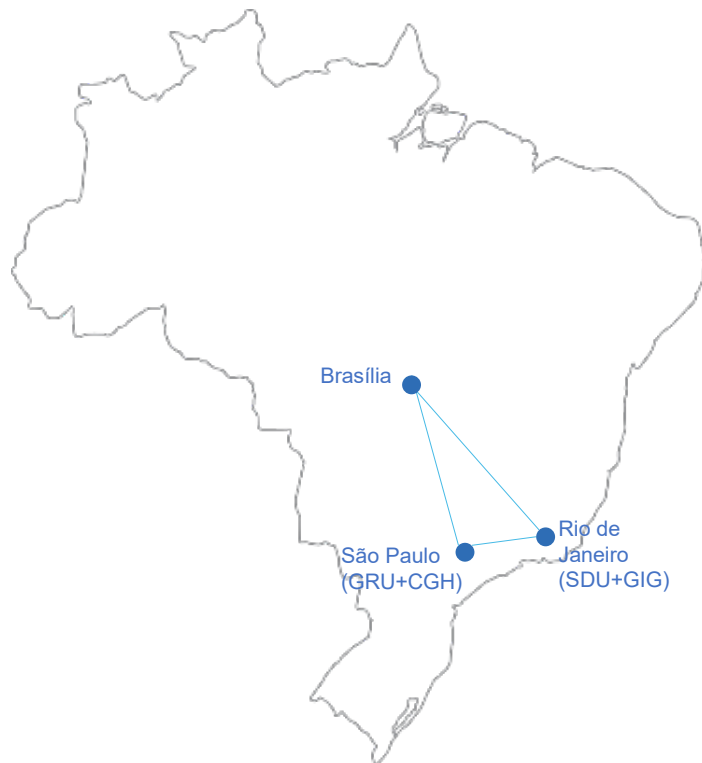 Brasília
São Paulo
(GRU+CGH)
Rio de
Janeiro
(SDU+GIG)